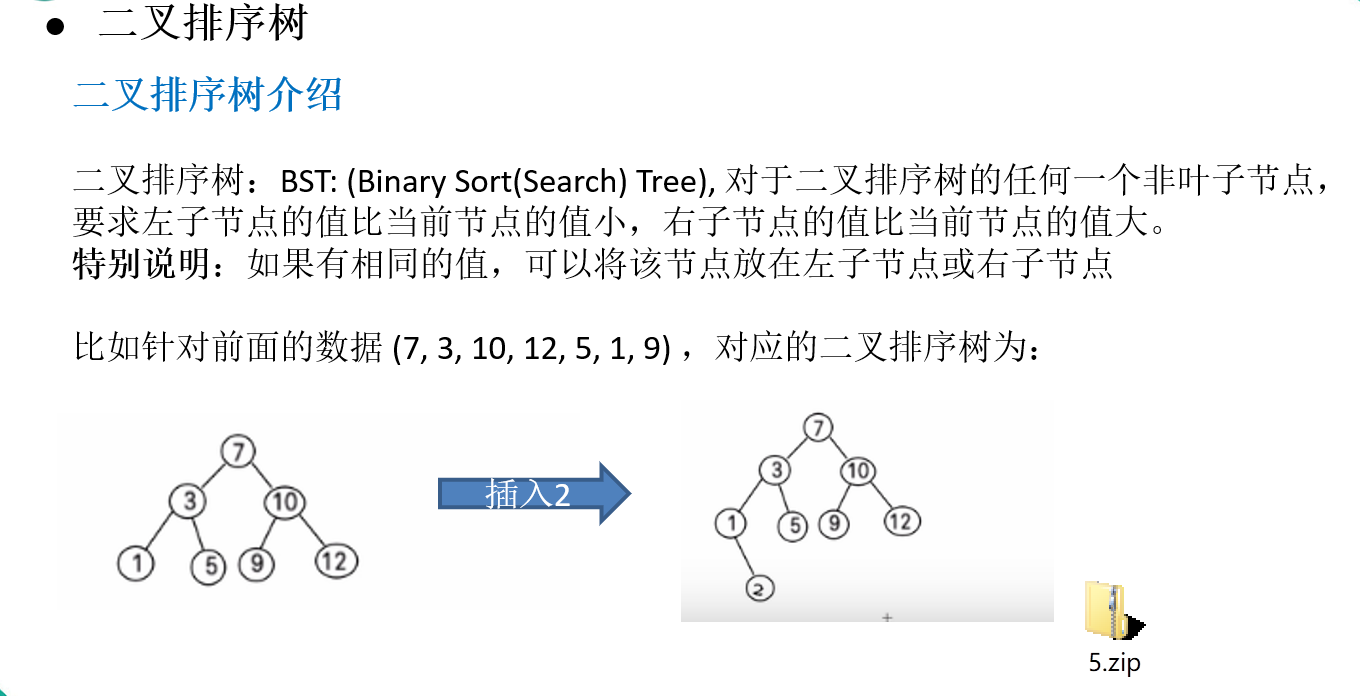 ● 二叉排序树
二叉排序树介绍
二叉排序树：BST: (Binary Sort(Search) Tree), 对于二叉排序树的任何一个非叶子节点，
要求左子节点的值比当前节点的值小，右子节点的值比当前节点的值大。
特别说明：如果有相同的值，可以将该节点放在左子节点或右子节点
比如针对前面的数据 (7, 3, 10, 12, 5, 1, 9) ，对应的二叉排序树为：
7
3 10
1 5 9 12
插入2
7
3 10
1 5 9 12
2
5.zip